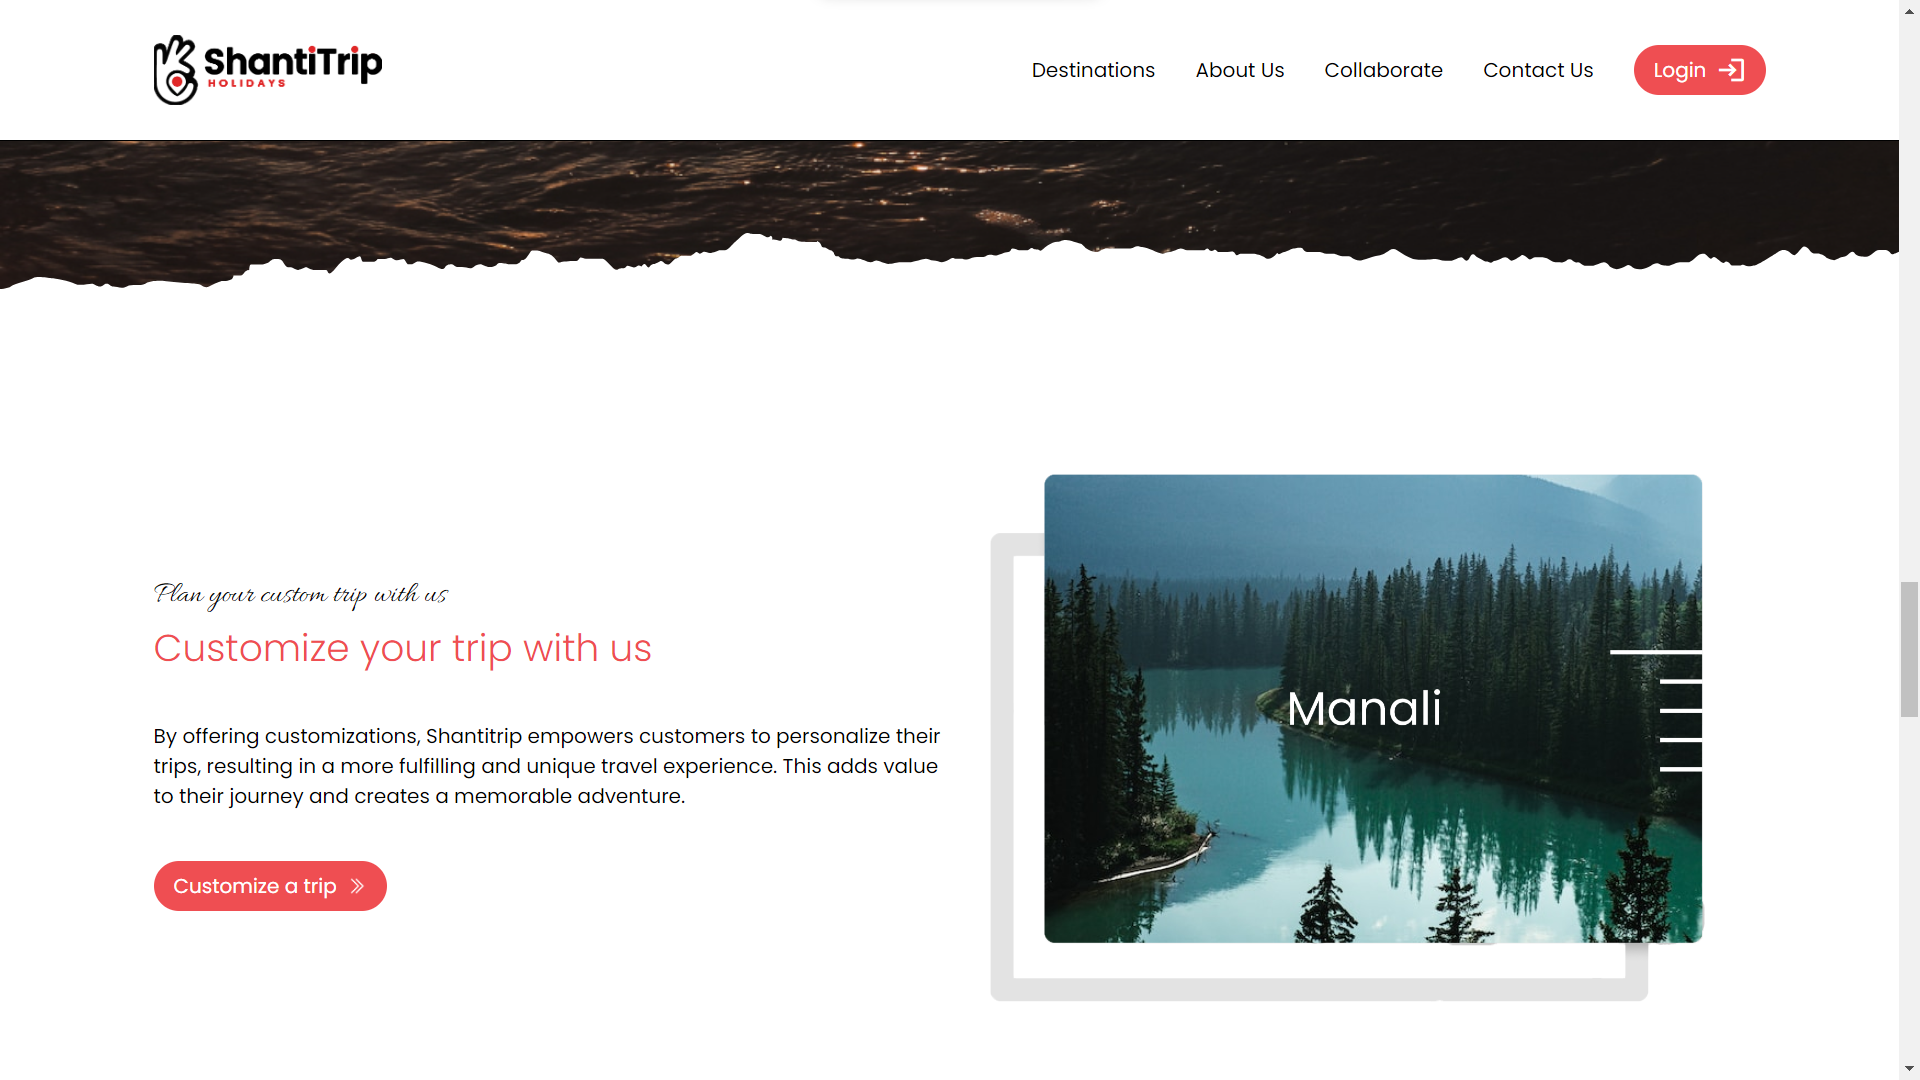 ShantiTrip
HOLIDAYS
Destinations
About Us
Collaborate
Contact Us
Login
Plan your custom trip with us
Customize your trip with us
By offering customizations, Shantitrip empowers customers to personalize their
trips, resulting in a more fulfilling and unique travel experience. This adds value
to their journey and creates a memorable adventure.
Customize a trip
Manali